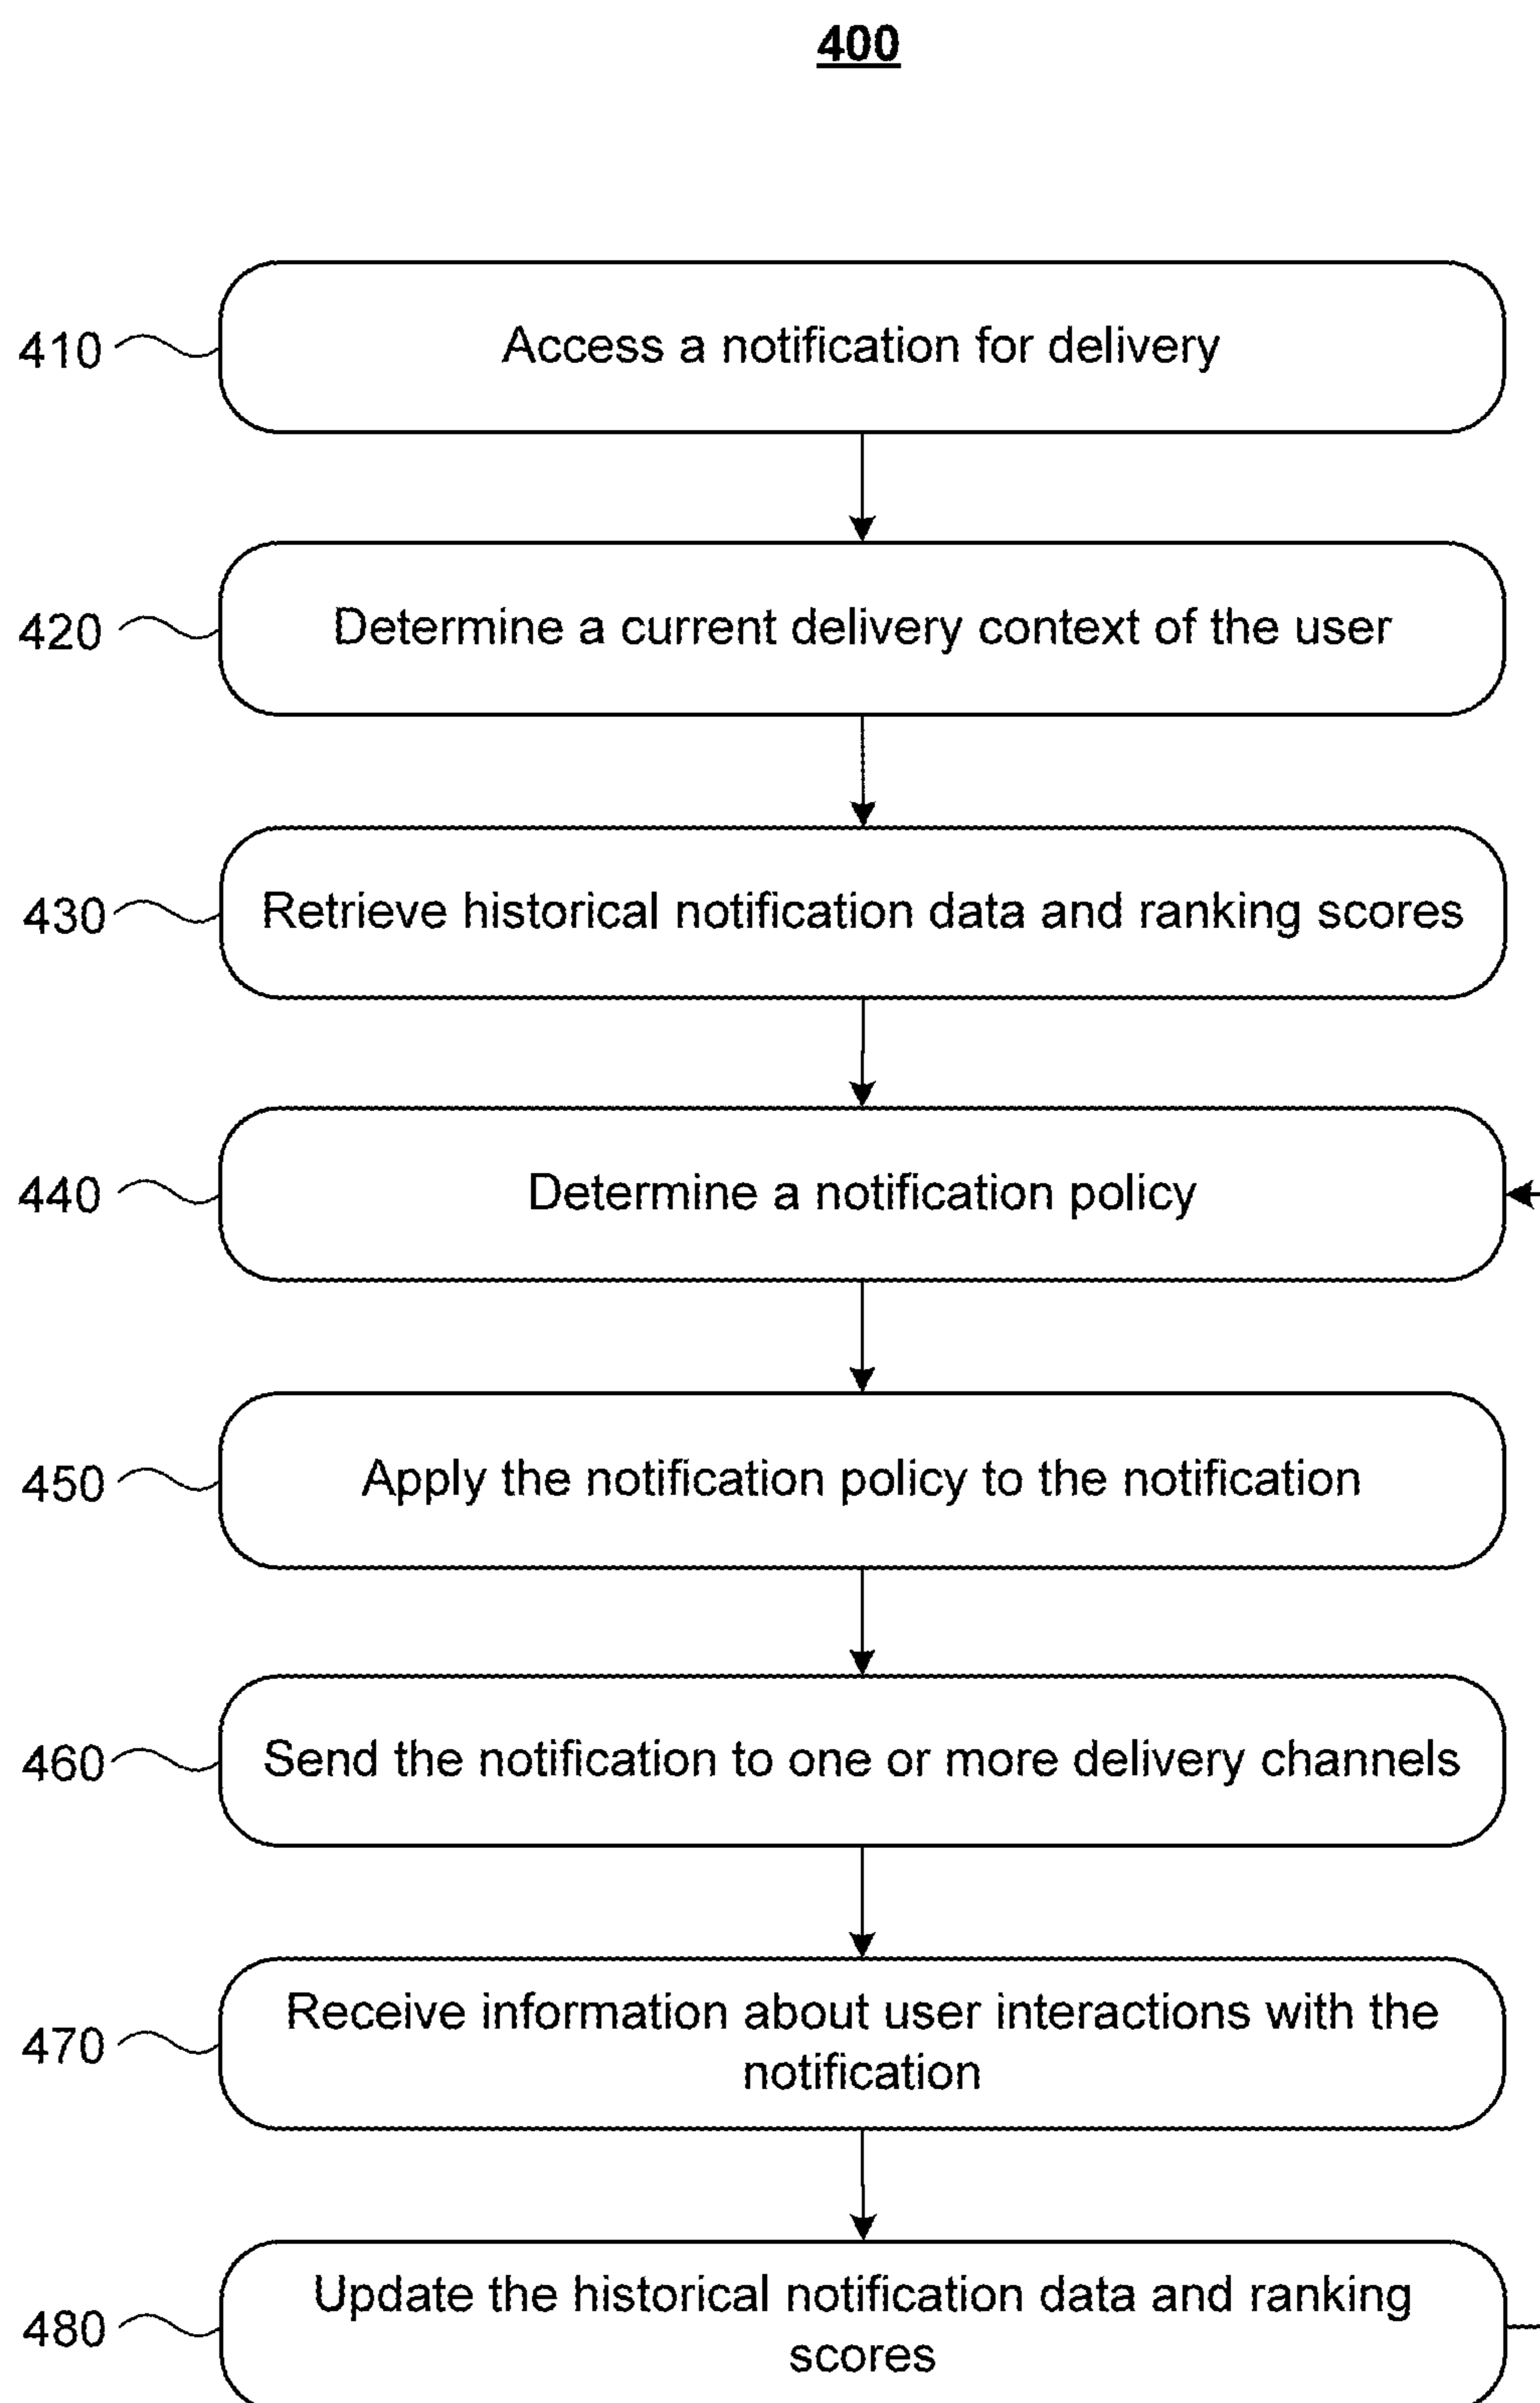 400
410 Access a notification for delivery
420 Determine a current delivery context of the user
430 Retrieve historical notification data and ranking scores
440 Determine a notification policy
450 Apply the notification policy to the notification
460 Send the notification to one or more delivery channels
470 Receive information about user interactions with the
notification
480 Update the historical notification data and ranking
scores